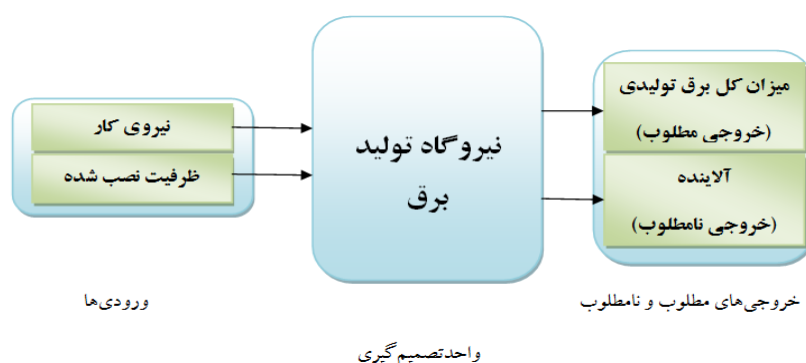 نیروی کار
ظرفیت نصب شده
نیروگاه تولید
برق
میزان کل برق تولیدی
(خروجی مطلوب)
آلاینده
(خروجی نامطلوب)
ورودی‌ها
خروجی‌های مطلوب و نامطلوب
واحدتصمیم‌گیری